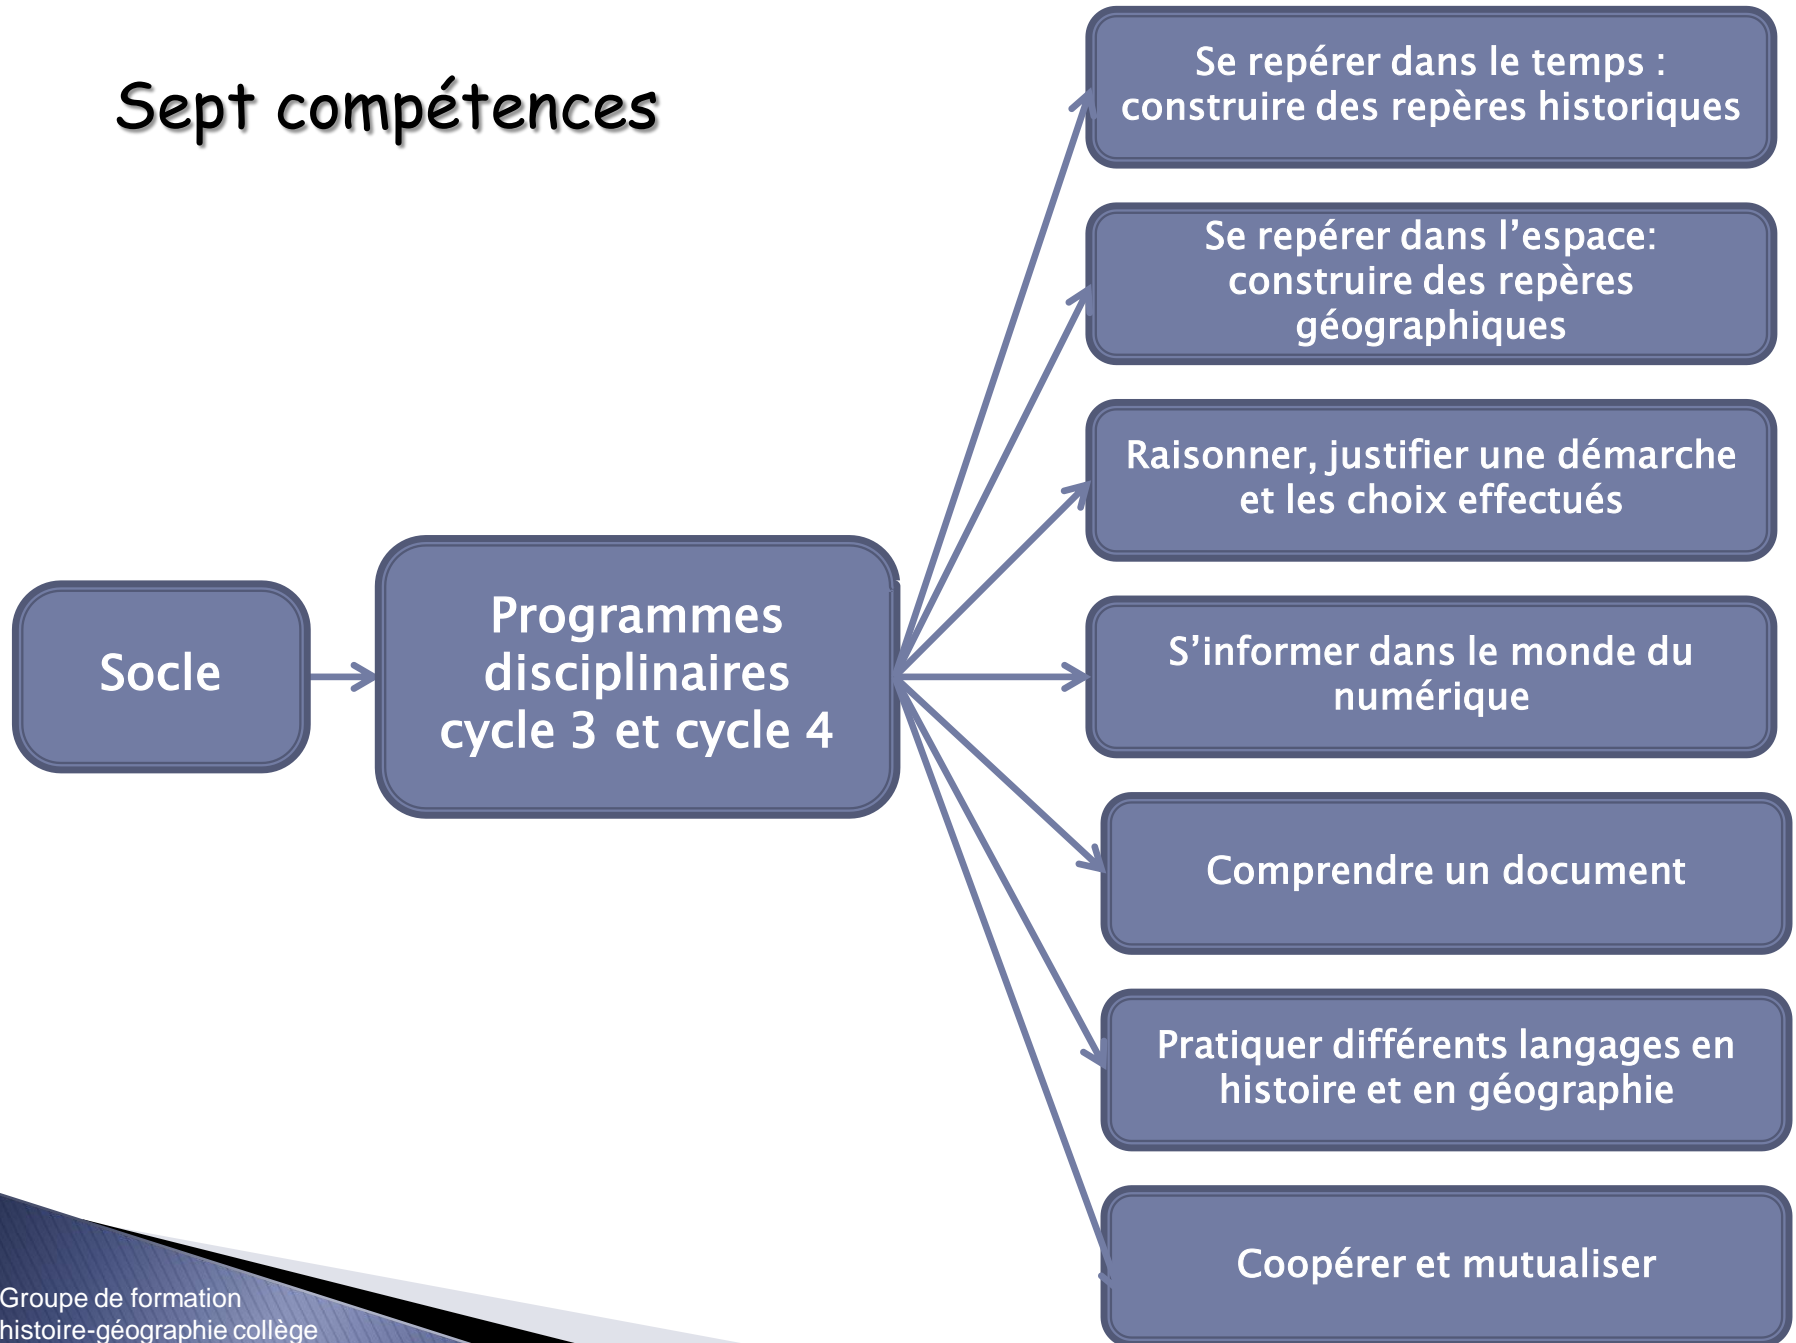 Sept compétences
Se repérer dans le temps :
construire des repères historiques
Se repérer dans l’espace:
construire des repères
géographiques
Raisonner, justifier une démarche
et les choix effectués
Socle
Programmes
disciplinaires
cycle 3 et cycle 4
S’informer dans le monde du
numérique
Comprendre un document
Pratiquer différents langages en
histoire et en géographie
Coopérer et mutualiser
Groupe de formation
histoire-géographie collège